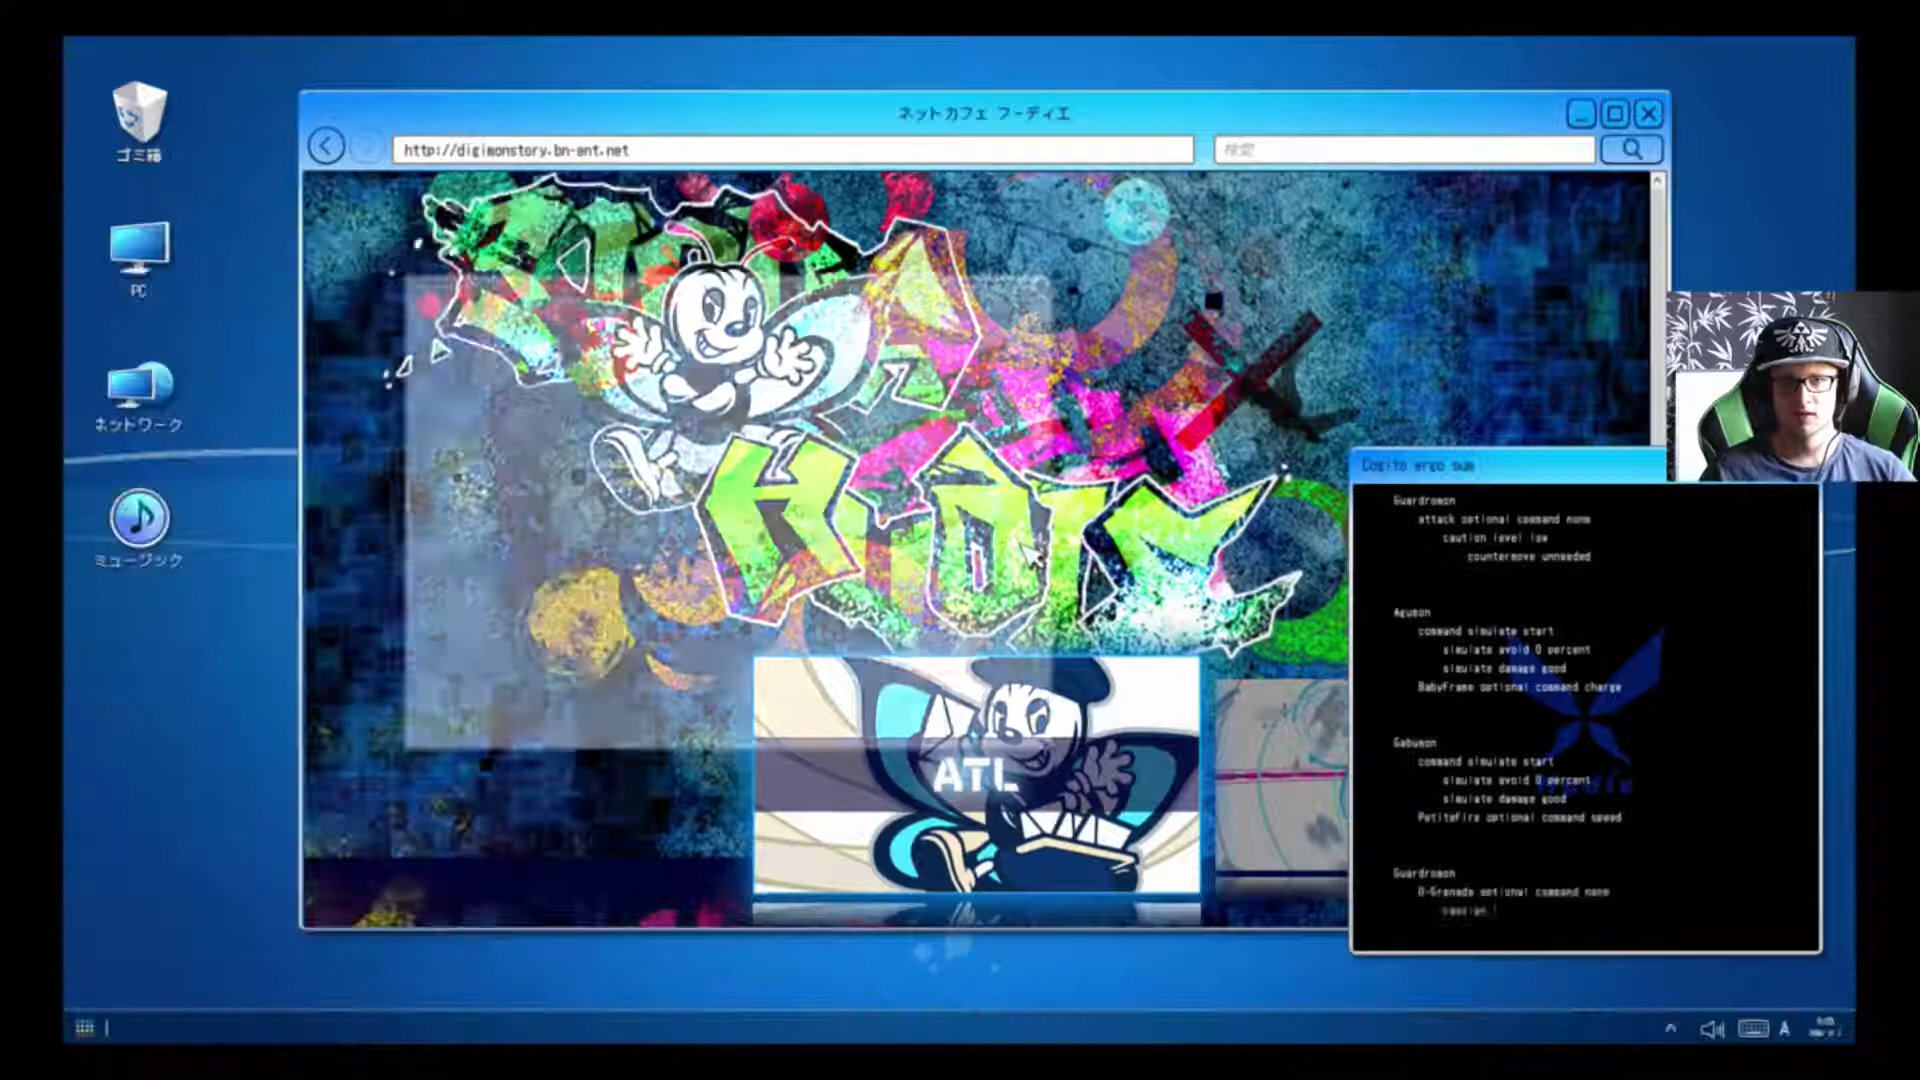 ゴミ箱
PC
ネットワーク
ミュージック
ネットカフェ フーディエ
http://digimonstory.bn-ent.net
検索
ATL
Cogito ergo sum
Guardromon
attack optional command none
caution level low
countermove unneeded
Agumon
command simulate start
simulate avoid 0 percent
simulate damage good
BabyFrame optional command charge
Gabumon
command simulate start
simulate avoid 0 percent
simulate damage good
PetiteFire optional command speed
Guardromon
D-Grenade optional command none
A